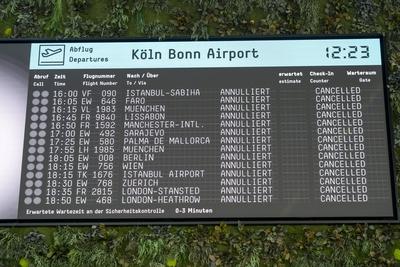 Abflug
Departures
Köln Bonn Airport
12:23
Abruf Zeit Flugnummer Nach / Über erwartet Check-In Warteraum
Call Time Flight Number To / Via estimate Counter Gate
16:00 VF 090 ISTANBUL-SABIHA ANNULLIERT CANCELLED
16:05 EW 646 FARO ANNULLIERT CANCELLED
16:15 VL 1983 MUENCHEN ANNULLIERT CANCELLED
16:45 FR 9840 LISSABON ANNULLIERT CANCELLED
16:50 FR 1592 MANCHESTER-INTL. ANNULLIERT CANCELLED
17:00 EW 492 SARAJEVO ANNULLIERT CANCELLED
17:25 EW 580 PALMA DE MALLORCA ANNULLIERT CANCELLED
17:55 LH 1985 MUENCHEN ANNULLIERT CANCELLED
18:05 EW 008 BERLIN ANNULLIERT CANCELLED
18:15 EW 756 WIEN ANNULLIERT CANCELLED
18:15 TK 1676 ISTANBUL AIRPORT ANNULLIERT CANCELLED
18:30 EW 768 ZUERICH ANNULLIERT CANCELLED
18:35 FR 2815 LONDON-STANSTED ANNULLIERT CANCELLED
18:50 EW 468 LONDON-HEATHROW ANNULLIERT CANCELLED
Erwartete Wartezeit an der Sicherheitskontrolle 0-3 Minuten